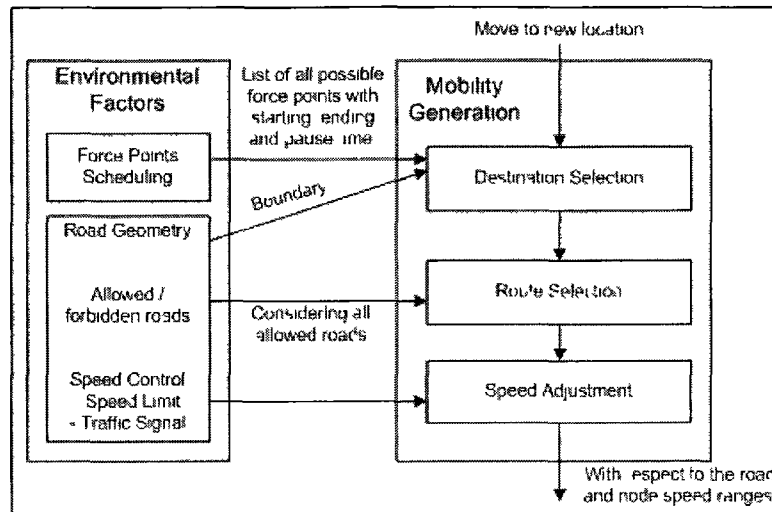 Move to new location
Environmental
Factors
List of all possible
force points with
starting ending
and pause ime
Mobility
Generation
Force Points
Scheduling
Destination Selection
Boundary
Road Geometry
Allowed /
forbidden roads
Considering all
allowed roads
Route Selection
Speed Control
Speed Limit
- Traffic Signal
Speed Adjustment
With espect to the road
and node speed ranges